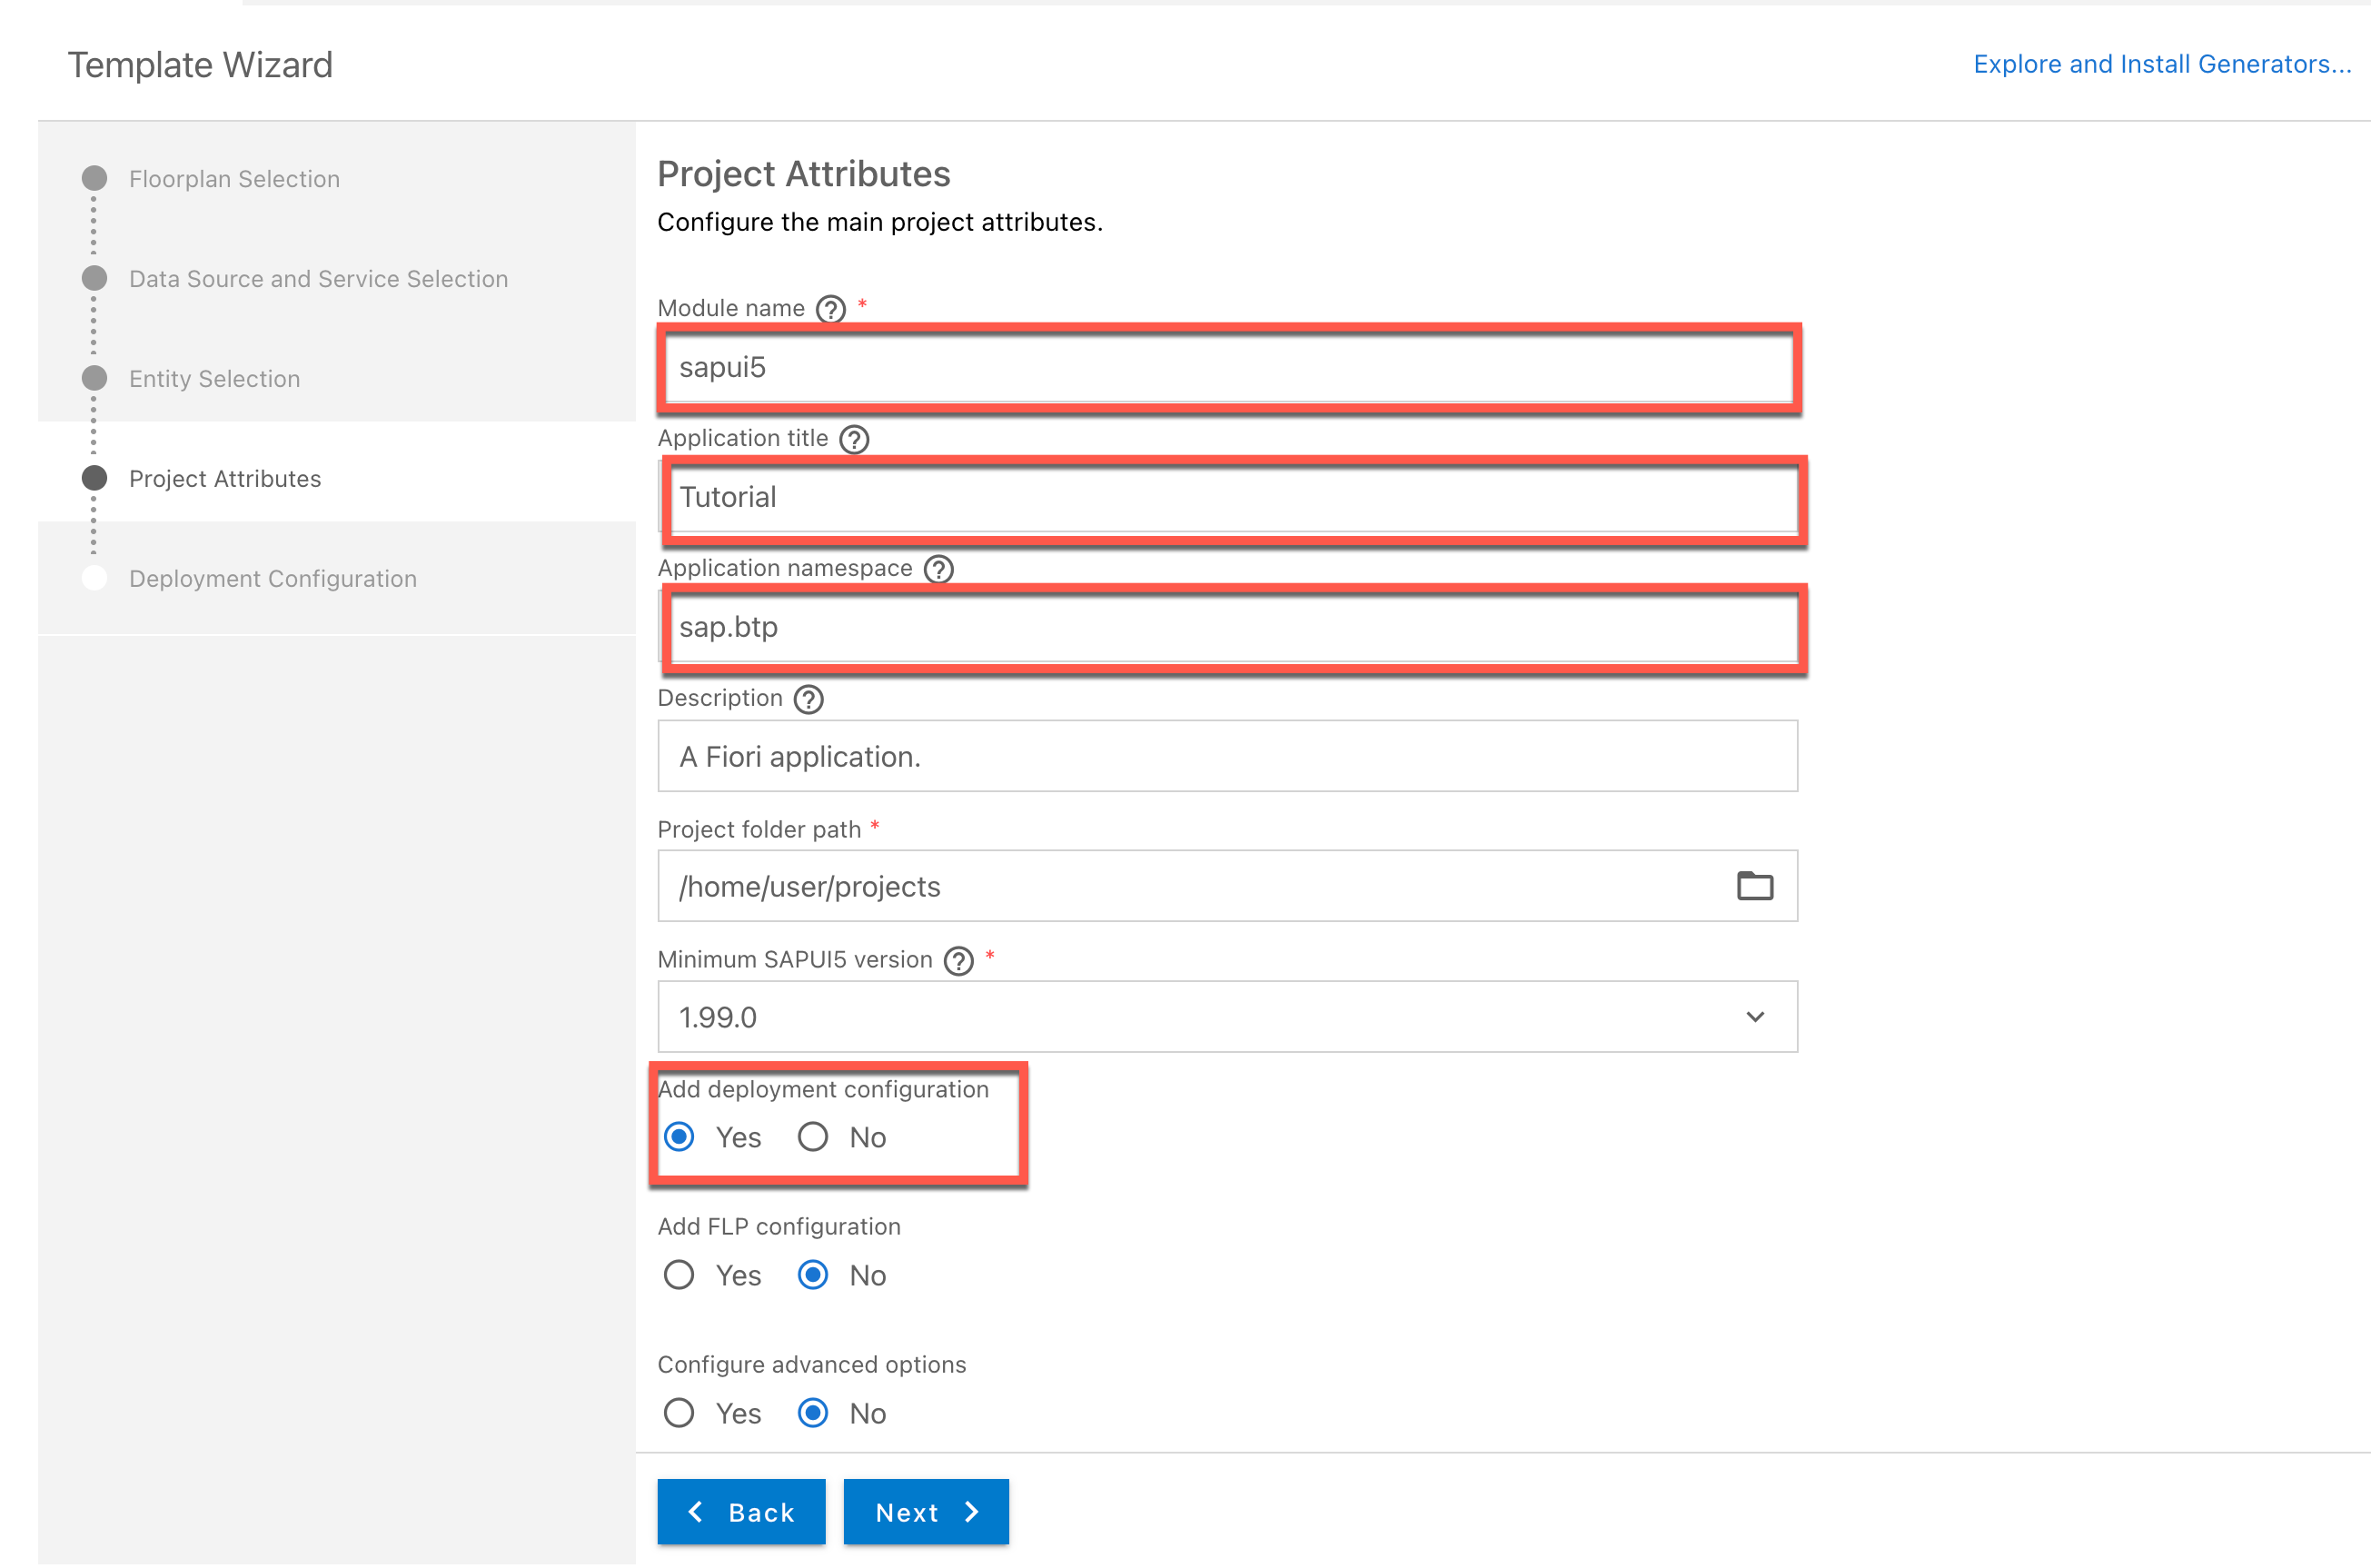 Template Wizard
Explore and Install Generators...
Floorplan Selection
Data Source and Service Selection
Entity Selection
Project Attributes
Deployment Configuration
Project Attributes
Configure the main project attributes.
Module name ? *
sapui5
Application title ?
Tutorial
Application namespace ?
sap.btp
Description ?
A Fiori application.
Project folder path *
/home/user/projects
Minimum SAPUI5 version ? *
1.99.0
Add deployment configuration
Yes No
Add FLP configuration
Yes No
Configure advanced options
Yes No
Back Next